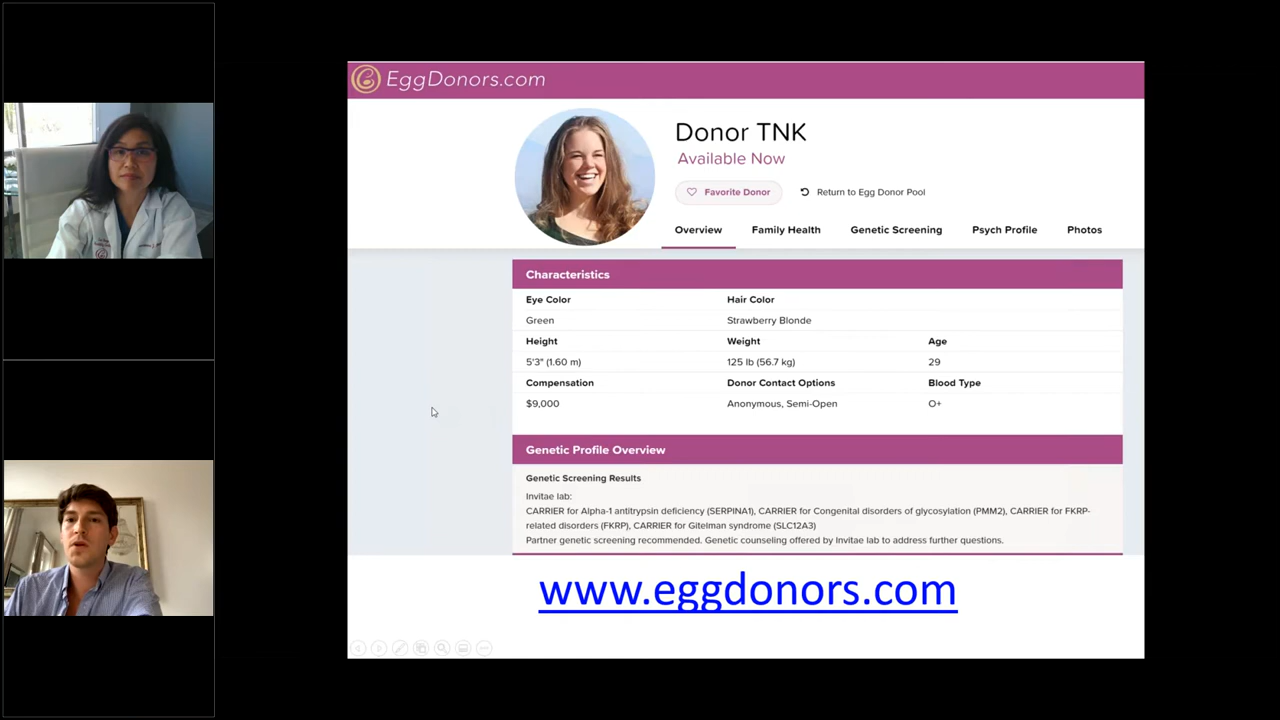 EggDonors.com
Donor TNK
Available Now
Favorite Donor
Return to Egg Donor Pool
Overview Family Health Genetic Screening Psych Profile Photos
Characteristics
Eye Color Hair Color
Green Strawberry Blonde
Height Weight Age
5'3" (1.60 m) 125 lb (56.7 kg) 29
Compensation Donor Contact Options Blood Type
$9,000 Anonymous, Semi-Open O+
Genetic Profile Overview
Genetic Screening Results
Invitae lab:
CARRIER for Alpha-1 antitrypsin deficiency (SERPINA1), CARRIER for Congenital disorders of glycosylation (PMM2), CARRIER for FKRP-
related disorders (FKRP), CARRIER for Gitelman syndrome (SLC12A3)
Partner genetic screening recommended. Genetic counseling offered by Invitae lab to address further questions.
www.eggdonors.com